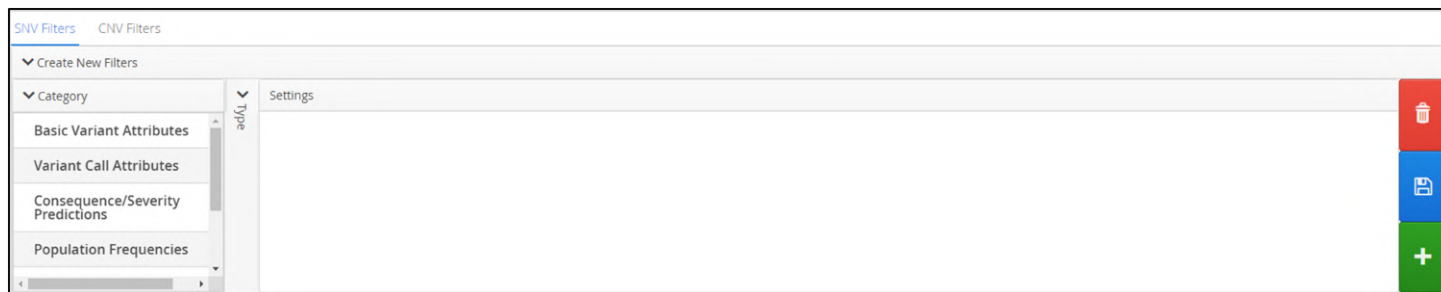 SNV Filters CNV Filters
Create New Filters
Category
Type
Settings
Basic Variant Attributes
Variant Call Attributes
Consequence/Severity
Predictions
Population Frequencies